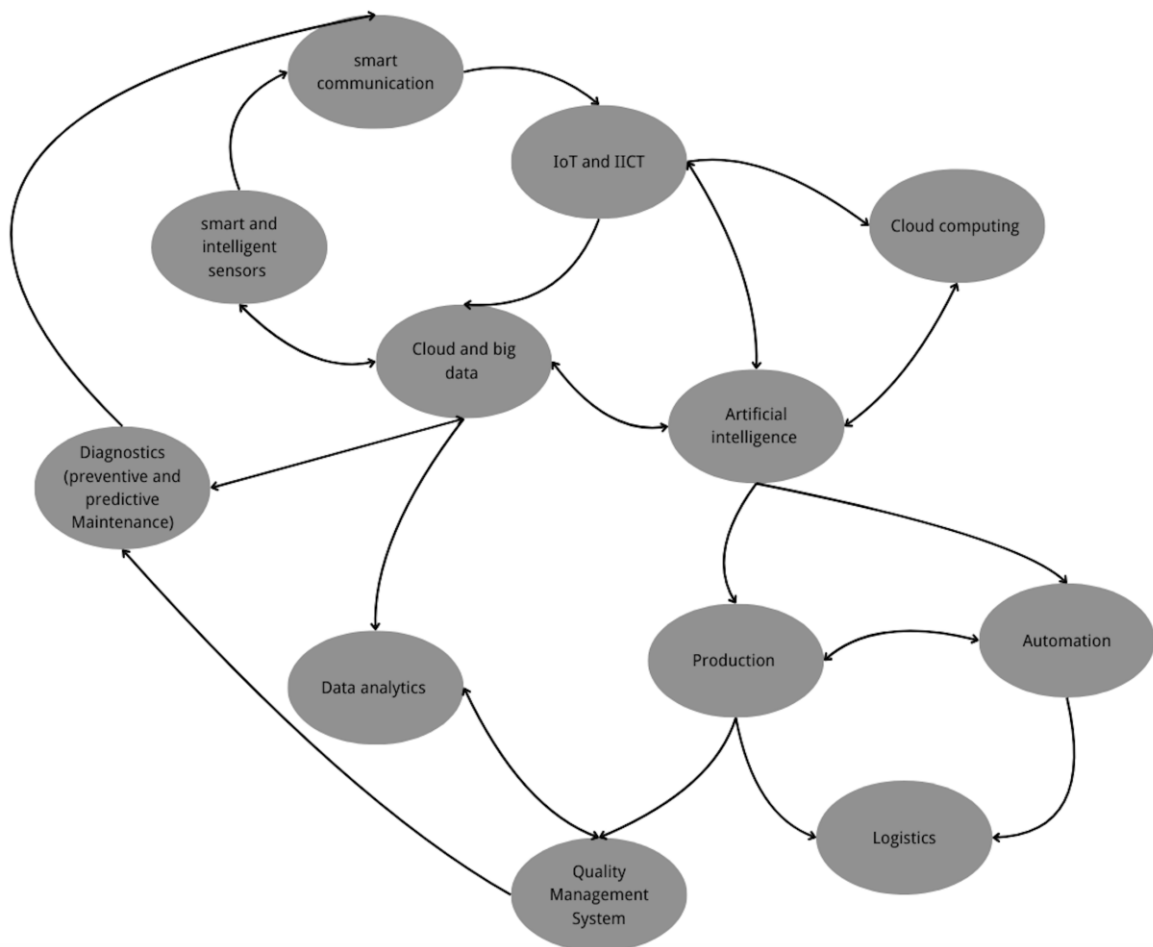 smart
communication
IoT and IICT
Cloud computing
smart and
intelligent
sensors
Cloud and big
data
Artificial
intelligence
Diagnostics
(preventive and
predictive
Maintenance)
Production
Automation
Data analytics
Logistics
Quality
Management
System